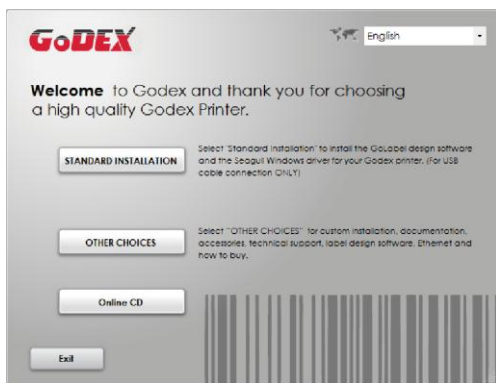 GoDEX
English
Welcome to Godex and thank you for choosing
a high quality Godex Printer.
STANDARD INSTALLATION
Select "Standard Installation" to install the GoLabel design software
and the Seagull Windows driver for your Godex printer. (For USB
cable connection ONLY)
OTHER CHOICES
Select "OTHER CHOICES" for custom installation, documentation,
accessories, technical support, label design software, Ethernet and
how to buy.
Online CD
Exit